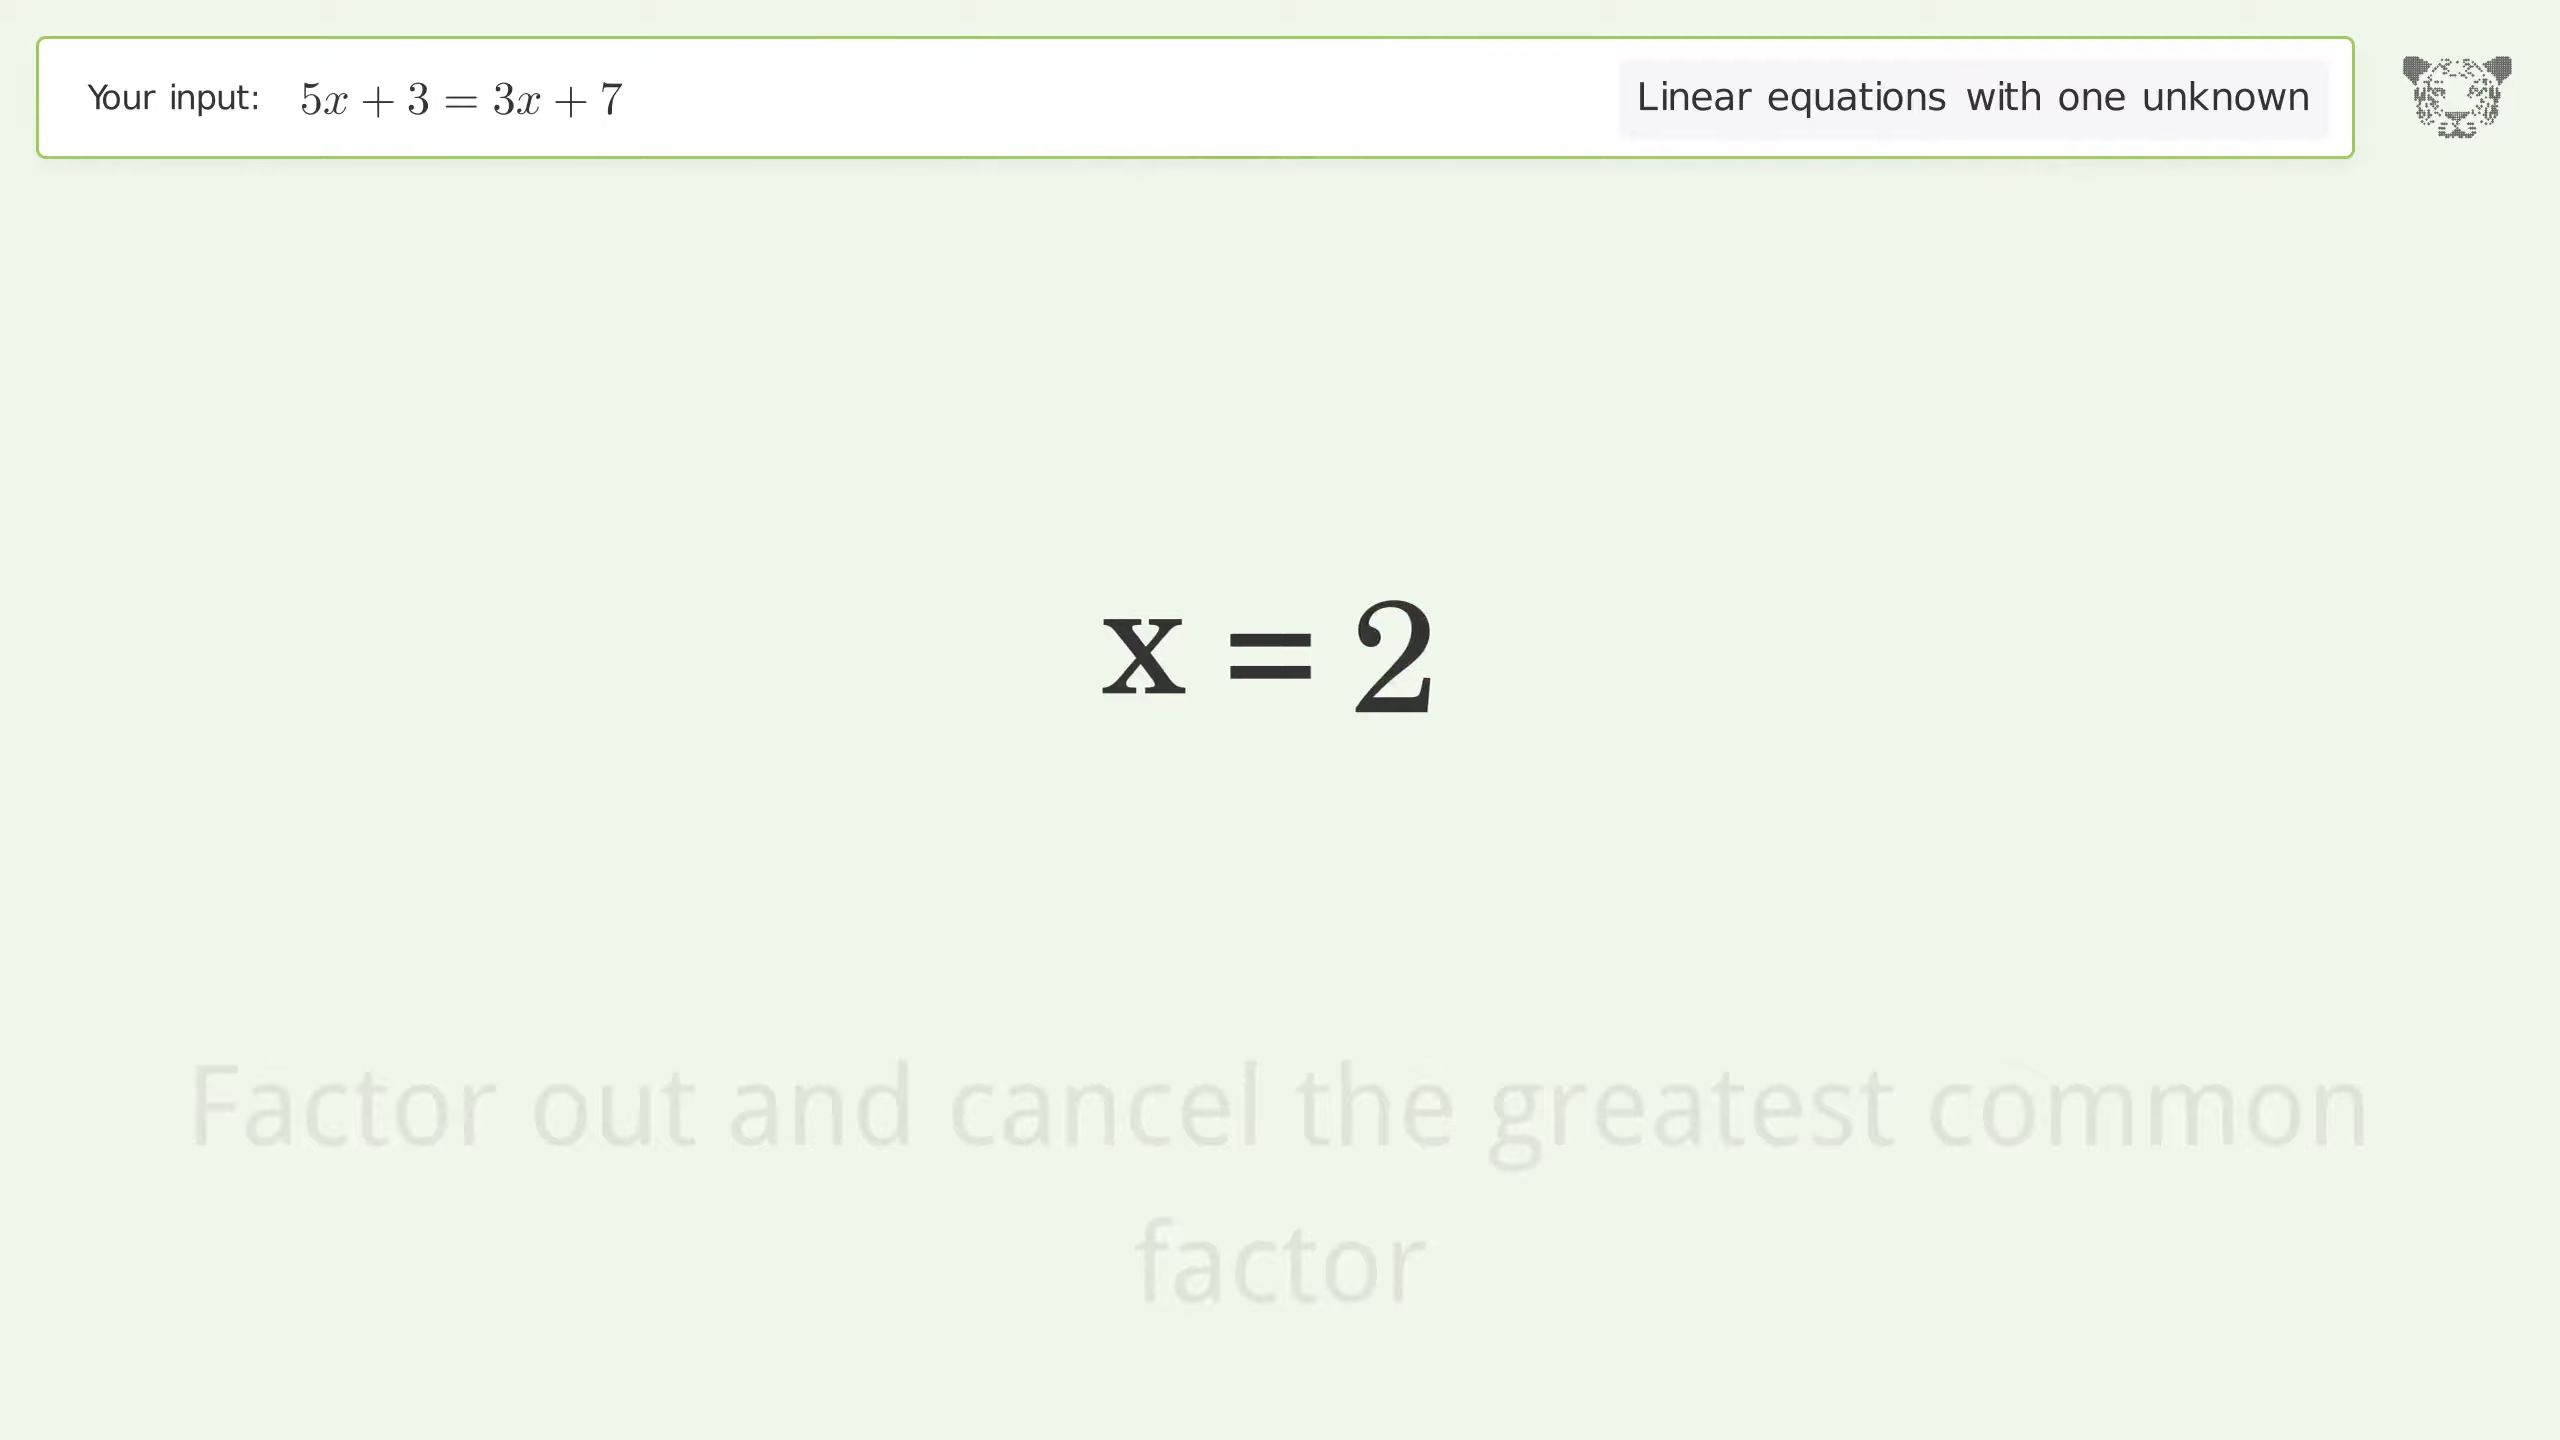 Your input: 5x + 3 = 3x + 7
Linear equations with one unknown
x = 2
Factor out and cancel the greatest common
factor